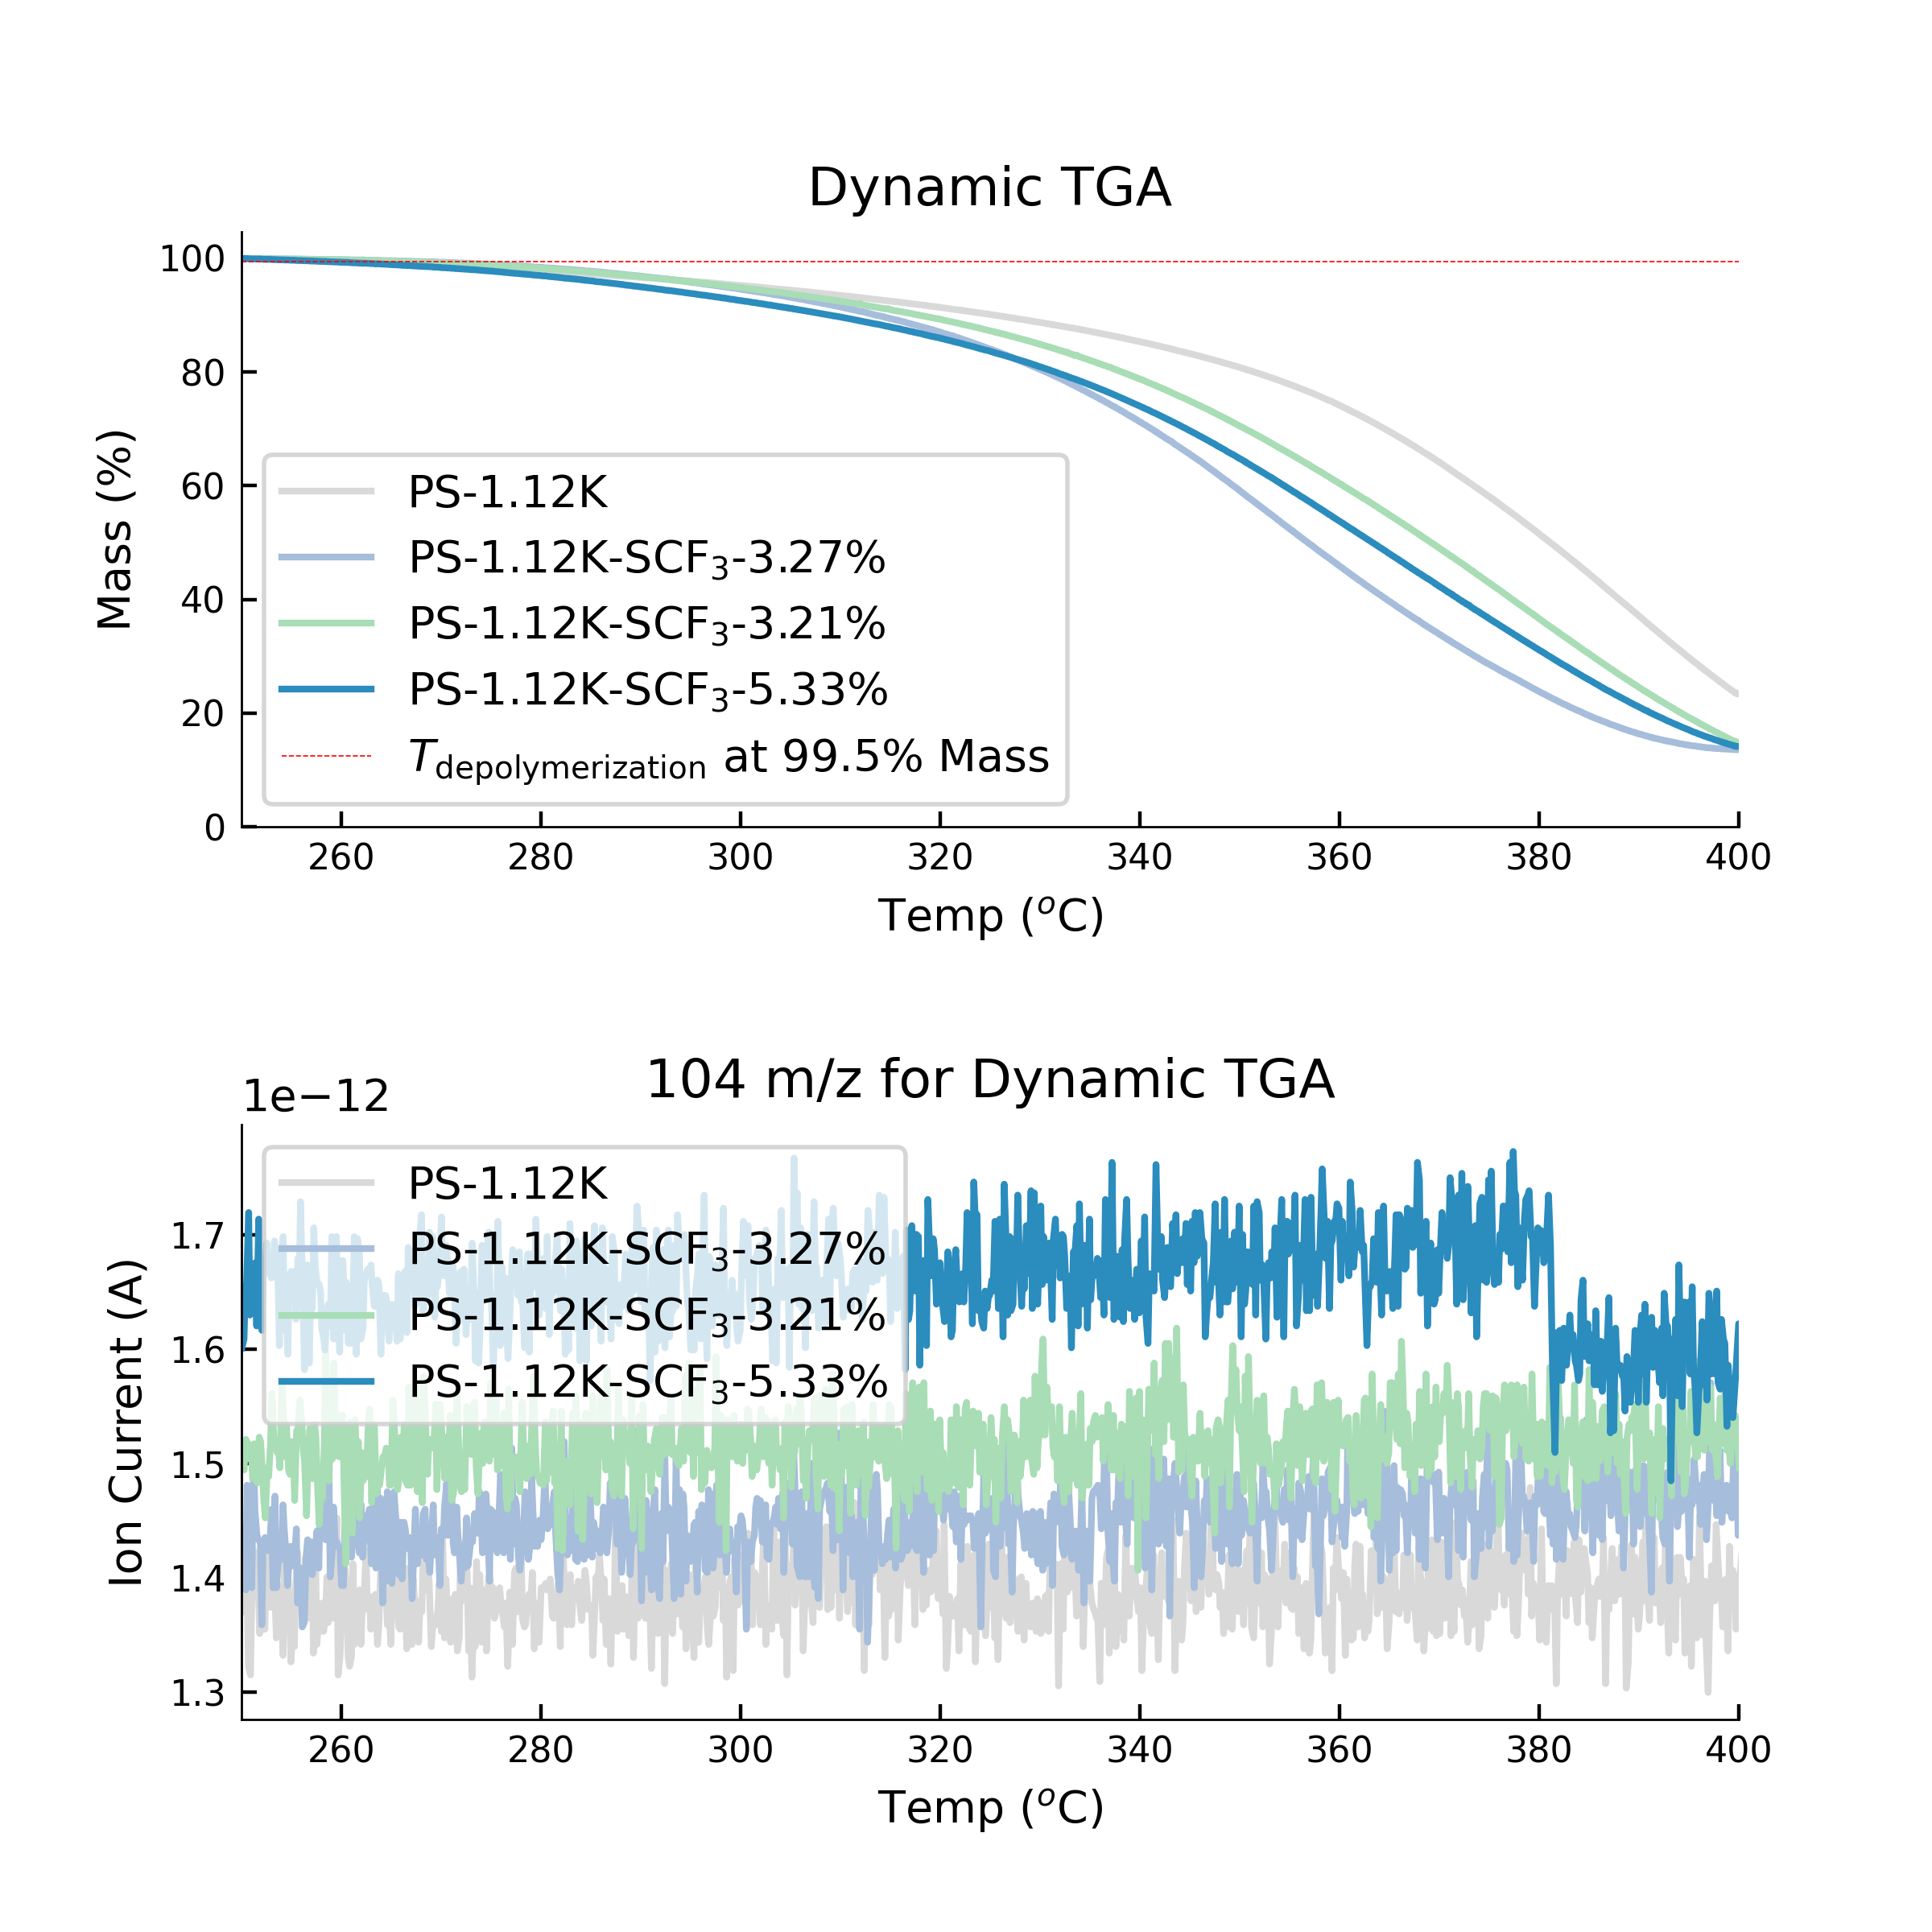 Dynamic TGA
100
80
60
40
20
0
Mass (%)
PS-1.12K
PS-1.12K-SCF₃-3.27%
PS-1.12K-SCF₃-3.21%
PS-1.12K-SCF₃-5.33%
T_depolymerization at 99.5% Mass
260 280 300 320 340 360 380 400
Temp (°C)
104 m/z for Dynamic TGA
1e−12
1.7
1.6
1.5
1.4
1.3
Ion Current (A)
PS-1.12K
PS-1.12K-SCF₃-3.27%
PS-1.12K-SCF₃-3.21%
PS-1.12K-SCF₃-5.33%
260 280 300 320 340 360 380 400
Temp (°C)